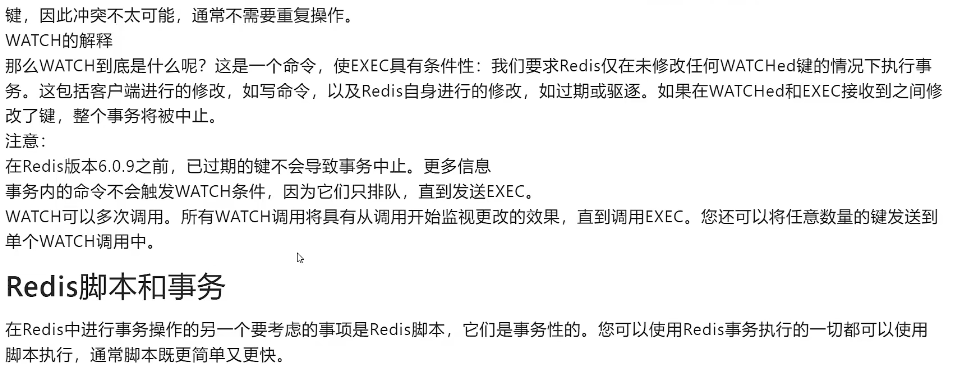 键，因此冲突不太可能，通常不需要重复操作。
WATCH的解释
那么WATCH到底是什么呢？这是一个命令，使EXEC具有条件性：我们要求Redis仅在未修改任何WATCHed键的情况下执行事
务。这包括客户端进行的修改，如写命令，以及Redis自身进行的修改，如过期或驱逐。如果在WATCHed和EXEC接收到之间修
改了键，整个事务将被中止。
注意：
在Redis版本6.0.9之前，已过期的键不会导致事务中止。更多信息
事务内的命令不会触发WATCH条件，因为它们只排队，直到发送EXEC。
WATCH可以多次调用。所有WATCH调用将具有从调用开始监视更改的效果，直到调用EXEC。您还可以将任意数量的键发送到
单个WATCH调用中。
Redis脚本和事务
在Redis中进行事务操作的另一个要考虑的事项是Redis脚本，它们是事务性的。您可以使用Redis事务执行的一切都可以使用
脚本执行，通常脚本既更简单又更快。